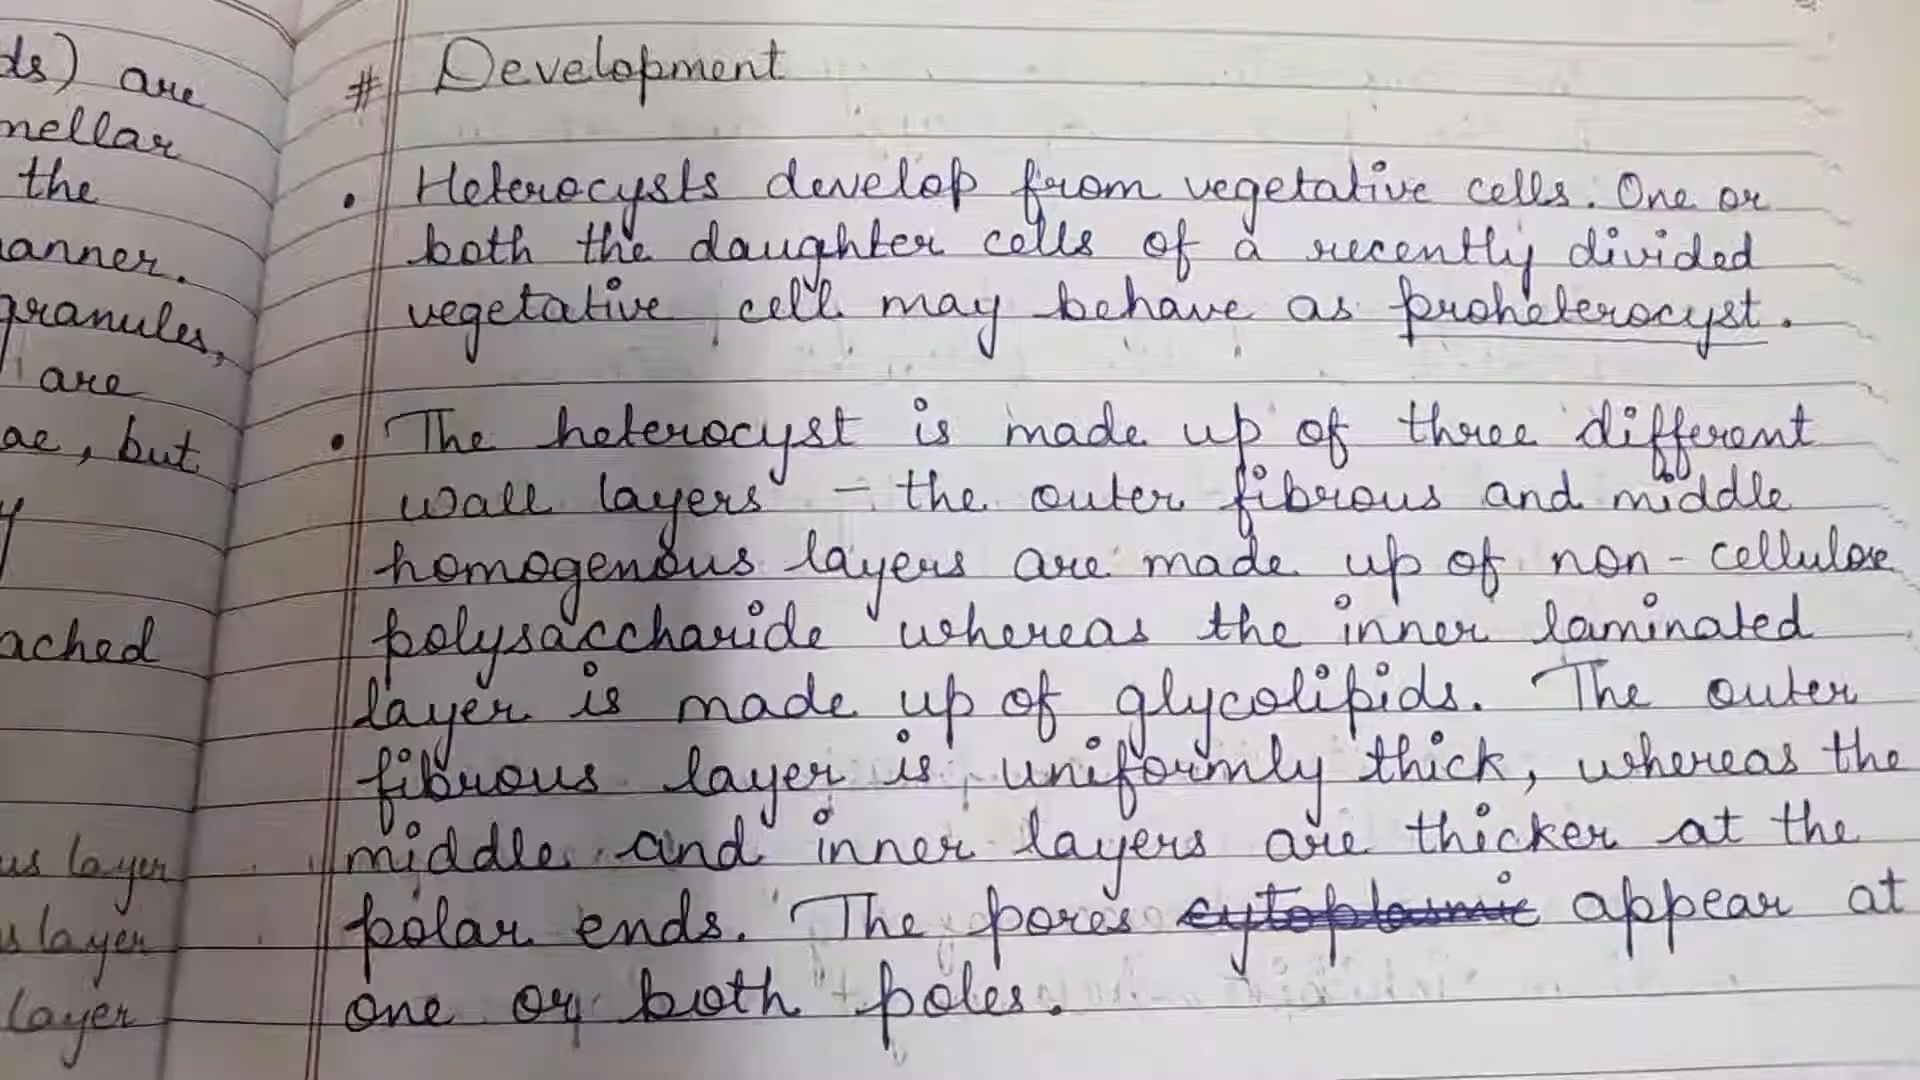 ds) are
mellar
the
anner.
granules,
are
ae, but
y
ached
us layer
s layer
layer
# Development
• Heterocysts develop from vegetative cells. One or
both the daughter cells of a recently divided
vegetative cell may behave as proheterocyst.
• The heterocyst is made up of three different
wall layers – the outer fibrous and middle
homogenous layers are made up of non-cellulose
polysaccharide whereas the inner laminated
layer is made up of glycolipids. The outer
fibrous layer is uniformly thick, whereas the
middle and inner layers are thicker at the
polar ends. The pores cytoplasmic appear at
one or both poles.